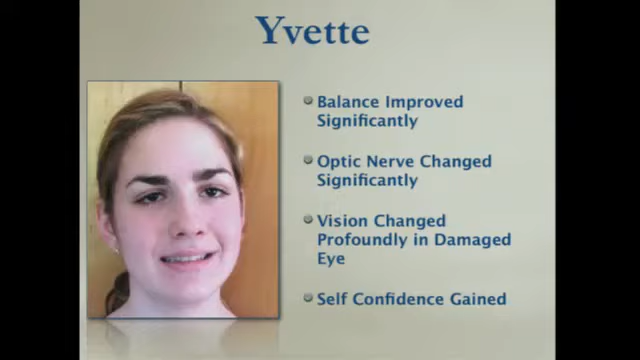 Yvette
Balance Improved
Significantly
Optic Nerve Changed
Significantly
Vision Changed
Profoundly in Damaged
Eye
Self Confidence Gained